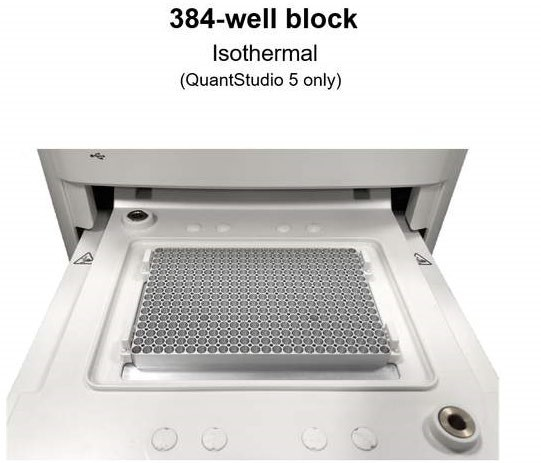 384-well block
Isothermal
(QuantStudio 5 only)